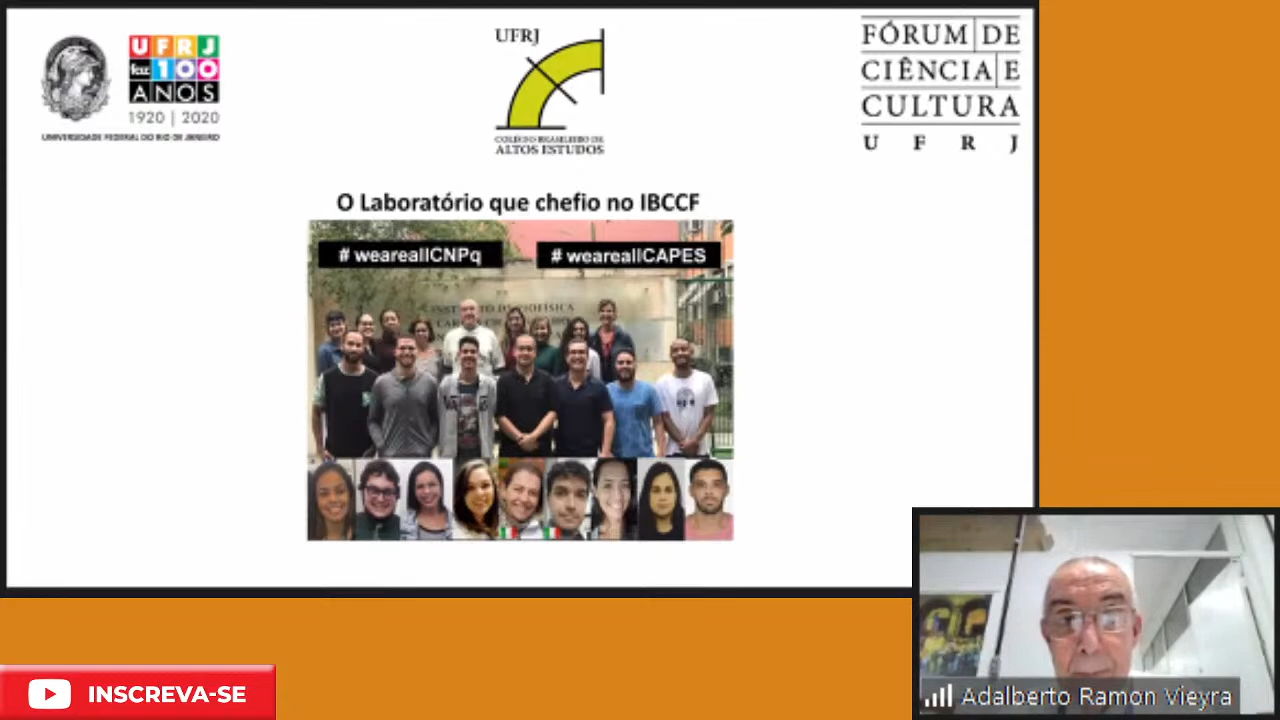 UFRJ
faz 100
ANOS
1920 | 2020
UNIVERSIDADE FEDERAL DO RIO DE JANEIRO
UFRJ
COLÉGIO BRASILEIRO DE
ALTOS ESTUDOS
FÓRUM DE
CIÊNCIA E
CULTURA
U F R J
O Laboratório que chefio no IBCCF
# weareallCNPq
# weareallCAPES
INSCREVA-SE
Adalberto Ramon Vieyra